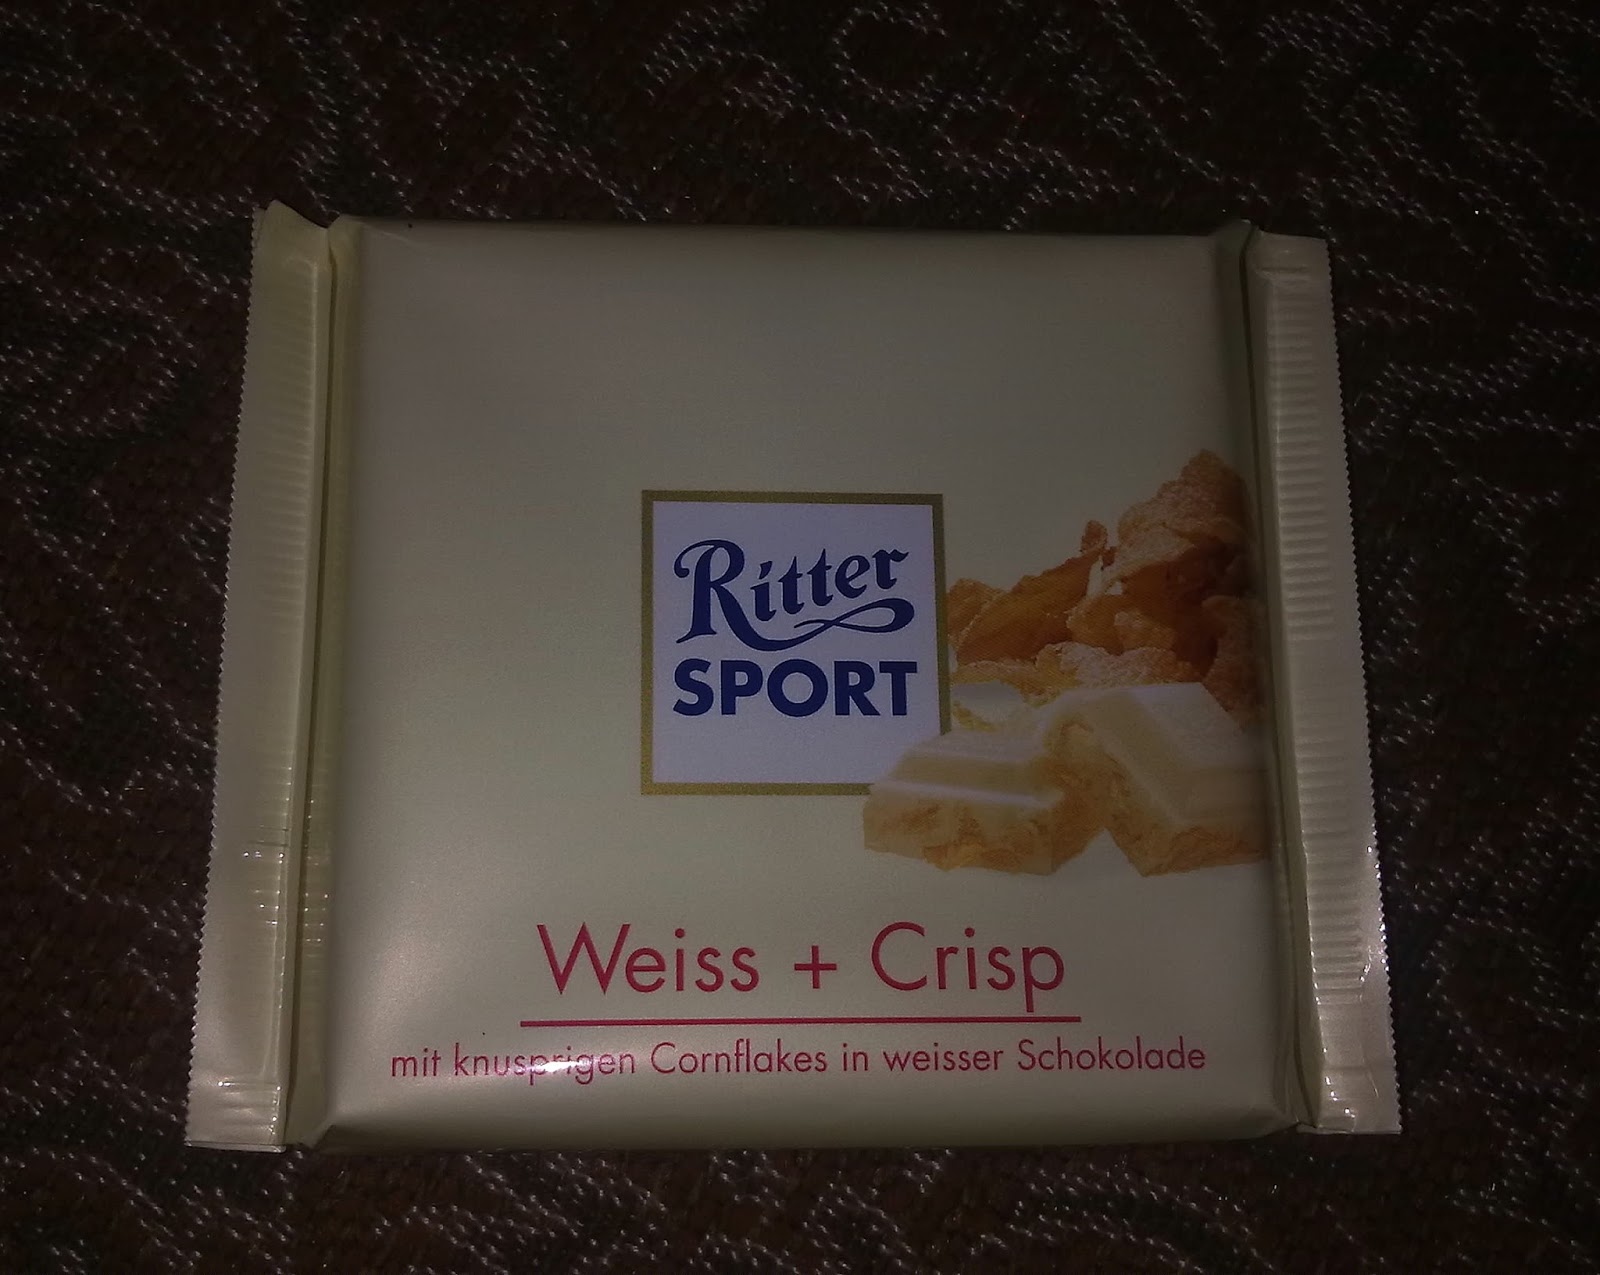 Ritter
SPORT
Weiss + Crisp
mit knusprigen Cornflakes in weisser Schokolade